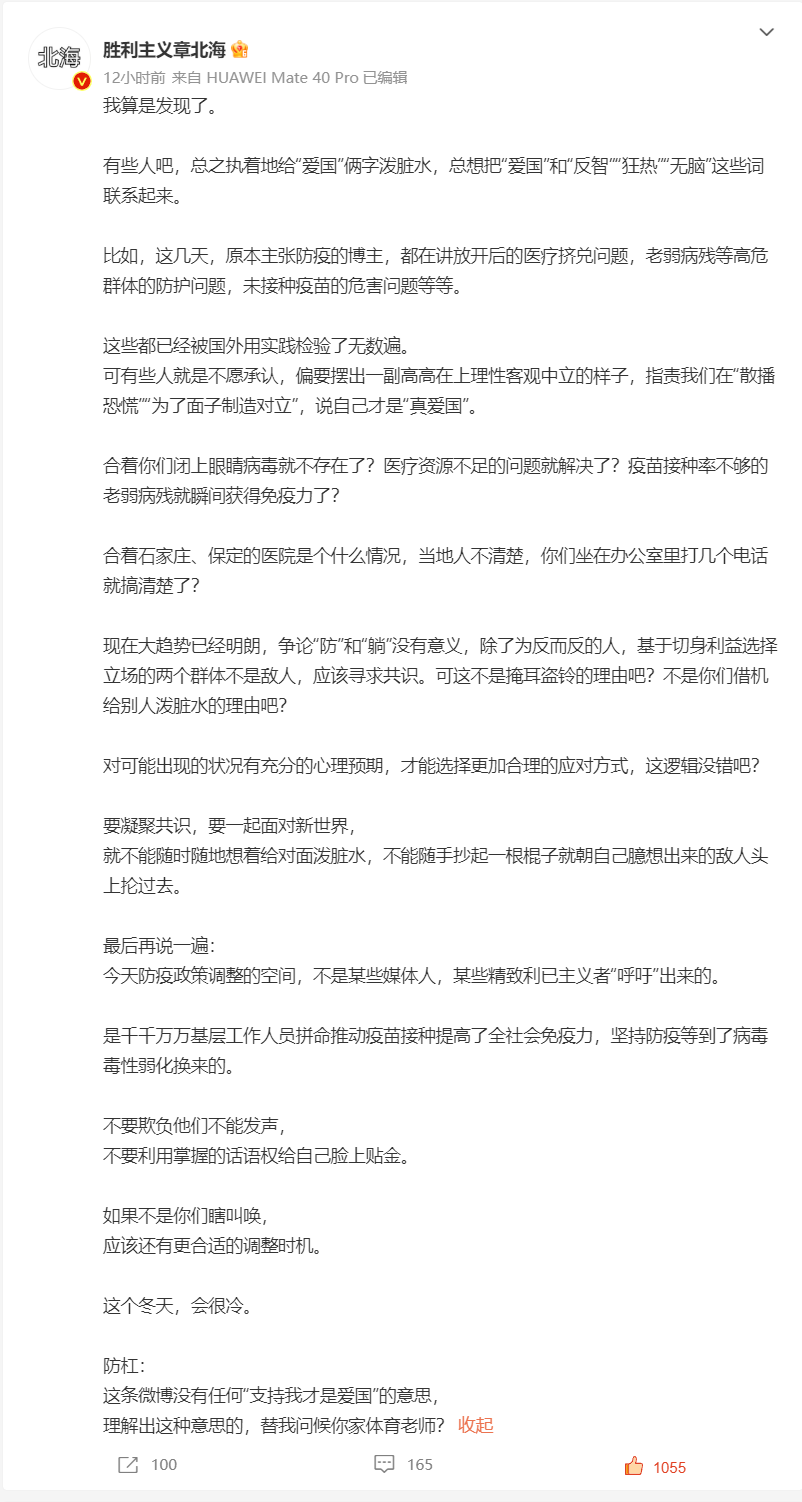 北海
胜利主义章北海
12小时前 来自 HUAWEI Mate 40 Pro 已编辑
我算是发现了。
有些人吧，总之执着地给“爱国”俩字泼脏水，总想把“爱国”和“反智”“狂热”“无脑”这些词
联系起来。
比如，这几天，原本主张防疫的博主，都在讲放开后的医疗挤兑问题，老弱病残等高危
群体的防护问题，未接种疫苗的危害问题等等。
这些都已经被国外用实践检验了无数遍。
可有些人就是不愿承认，偏要摆出一副高高在上理性客观中立的样子，指责我们在“散播
恐慌”“为了面子制造对立”，说自己才是“真爱国”。
合着你们闭上眼睛病毒就不存在了？医疗资源不足的问题就解决了？疫苗接种率不够的
老弱病残就瞬间获得免疫力了？
合着石家庄、保定的医院是个什么情况，当地人不清楚，你们坐在办公室里打几个电话
就搞清楚了？
现在大趋势已经明朗，争论“防”和“躺”没有意义，除了为反而反的人，基于切身利益选择
立场的两个群体不是敌人，应该寻求共识。可这不是掩耳盗铃的理由吧？不是你们借机
给别人泼脏水的理由吧？
对可能出现的状况有充分的心理预期，才能选择更加合理的应对方式，这逻辑没错吧？
要凝聚共识，要一起面对新世界，
就不能随时随地想着给对面泼脏水，不能随手抄起一根棍子就朝自己臆想出来的敌人头
上抡过去。
最后再说一遍：
今天防疫政策调整的空间，不是某些媒体人，某些精致利已主义者“呼吁”出来的。
是千千万万基层工作人员拼命推动疫苗接种提高了全社会免疫力，坚持防疫等到了病毒
毒性弱化换来的。
不要欺负他们不能发声，
不要利用掌握的话语权给自己脸上贴金。
如果不是你们瞎叫唤，
应该还有更合适的调整时机。
这个冬天，会很冷。
防杠：
这条微博没有任何“支持我才是爱国”的意思，
理解出这种意思的，替我问候你家体育老师？ 收起
100 165 1055